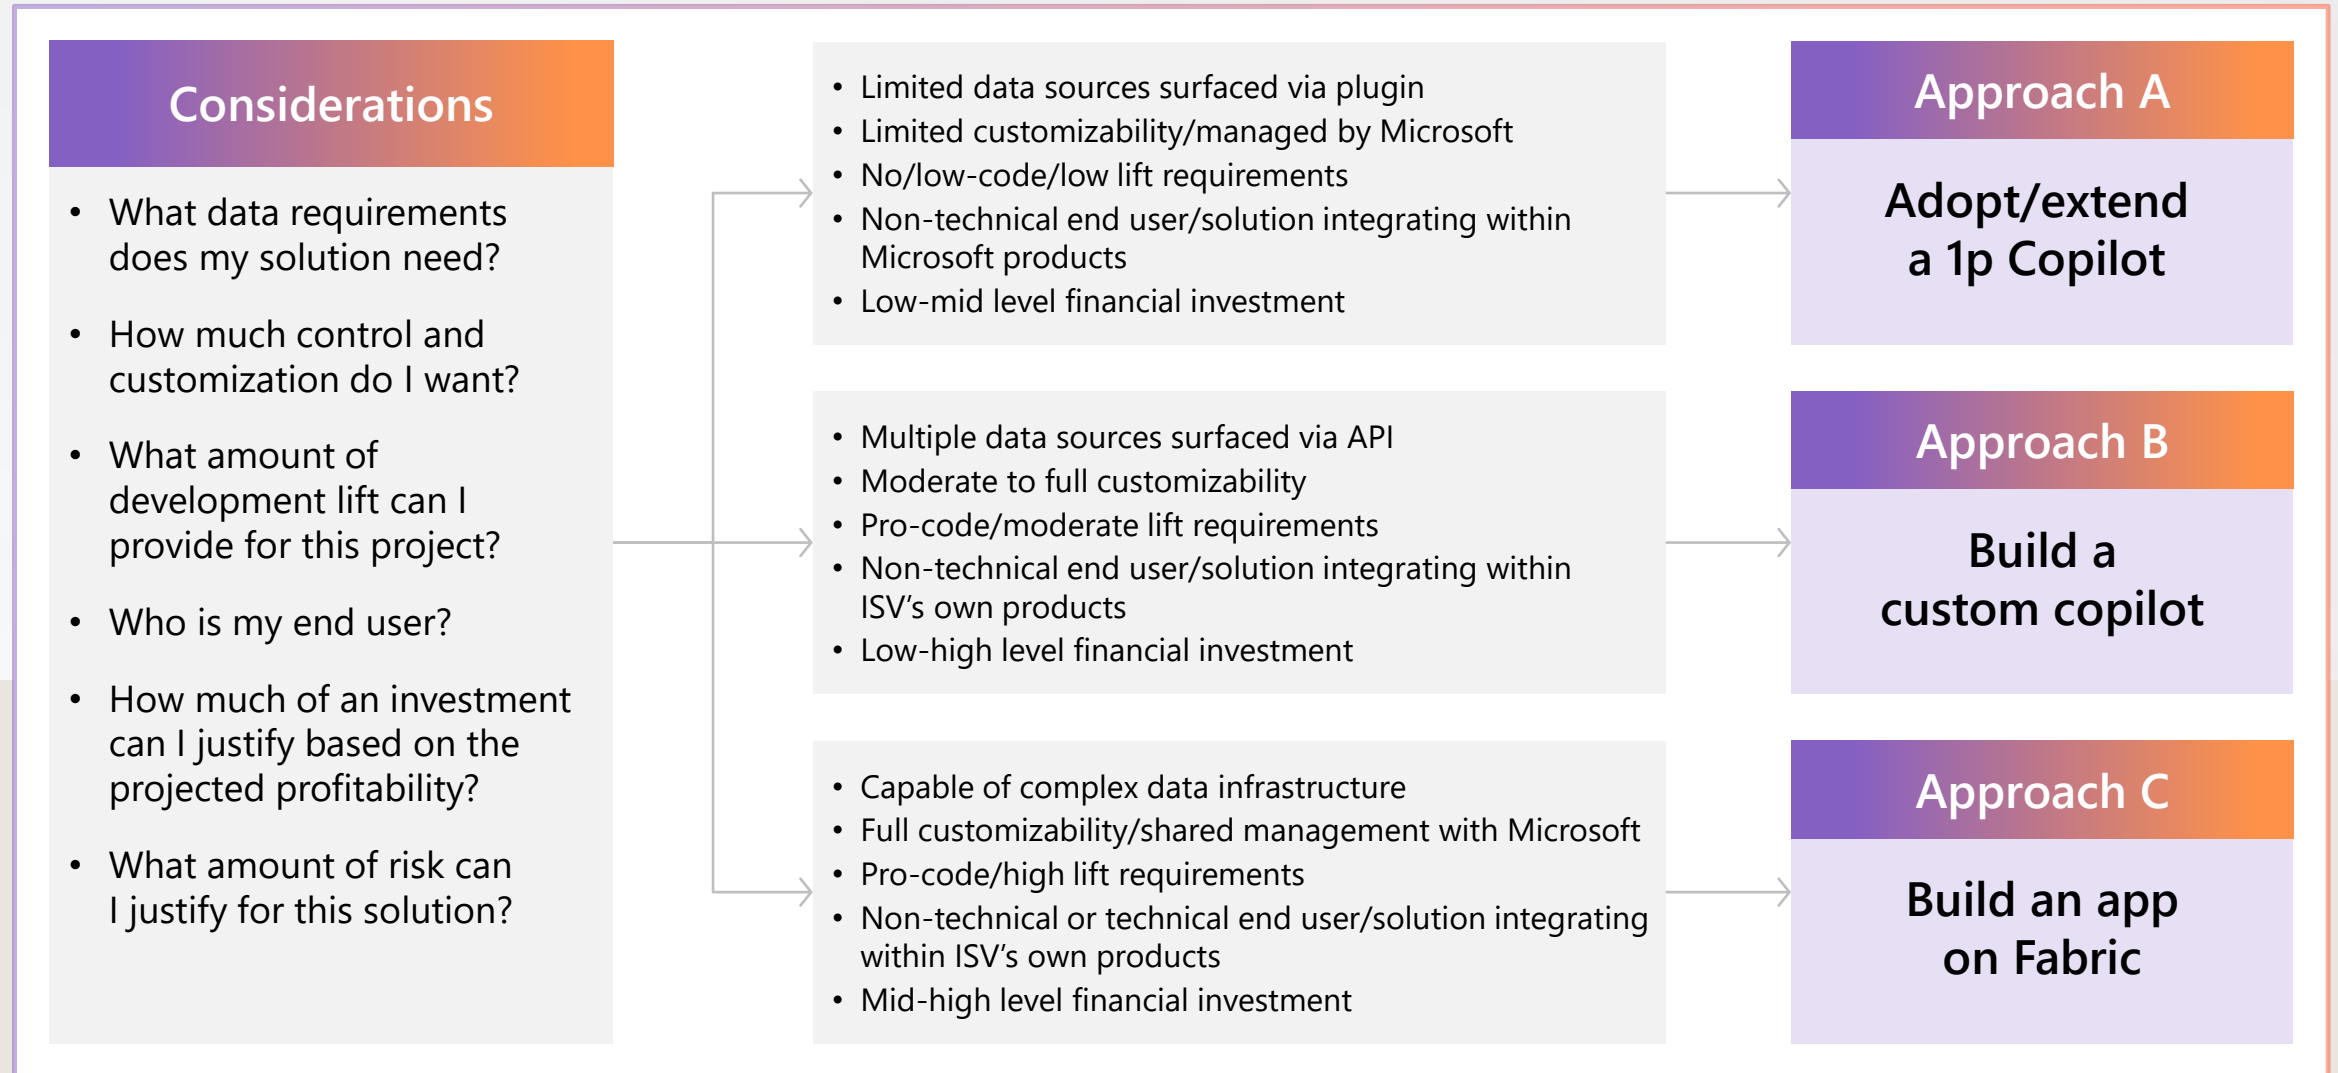 Considerations
• What data requirements
does my solution need?
• How much control and
customization do I want?
• What amount of
development lift can I
provide for this project?
• Who is my end user?
• How much of an investment
can I justify based on the
projected profitability?
• What amount of risk can
I justify for this solution?
• Limited data sources surfaced via plugin
• Limited customizability/managed by Microsoft
• No/low-code/low lift requirements
• Non-technical end user/solution integrating within
Microsoft products
• Low-mid level financial investment
Approach A
Adopt/extend
a 1p Copilot
• Multiple data sources surfaced via API
• Moderate to full customizability
• Pro-code/moderate lift requirements
• Non-technical end user/solution integrating within
ISV’s own products
• Low-high level financial investment
Approach B
Build a
custom copilot
• Capable of complex data infrastructure
• Full customizability/shared management with Microsoft
• Pro-code/high lift requirements
• Non-technical or technical end user/solution integrating
within ISV’s own products
• Mid-high level financial investment
Approach C
Build an app
on Fabric